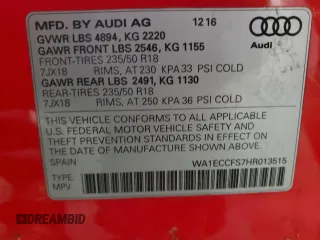 MFD. BY AUDI AG 12 16
GVWR LBS 4894, KG 2220
GAWR FRONT LBS 2546, KG 1155
FRONT-TIRES 235/50 R18
7JX18 RIMS, AT 230 KPA 33 PSI COLD
GAWR REAR LBS 2491, KG 1130
REAR-TIRES 235/50 R18
7JX18 RIMS, AT 250 KPA 36 PSI COLD
Audi
THIS VEHICLE CONFORMS TO ALL APPLICABLE
U.S. FEDERAL MOTOR VEHICLE SAFETY BUMPER
AND THEFT PREVENTION STANDARDS IN EFFECT
ON THE DATE OF MANUFACTURE SHOWN ABOVE.
SPAIN WA1ECCFS7HR013515
TYPE:
MPV
DREAMBID